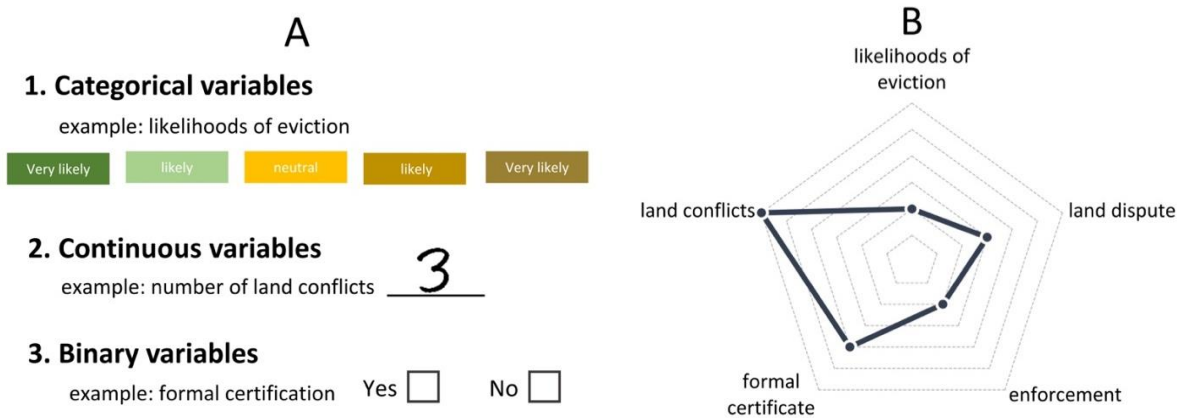 A
1. Categorical variables
example: likelihoods of eviction
Very likely
likely
neutral
likely
Very likely
2. Continuous variables
example: number of land conflicts 3
3. Binary variables
example: formal certification Yes No
B
likelihoods of
eviction
land conflicts
land dispute
formal
certificate
enforcement